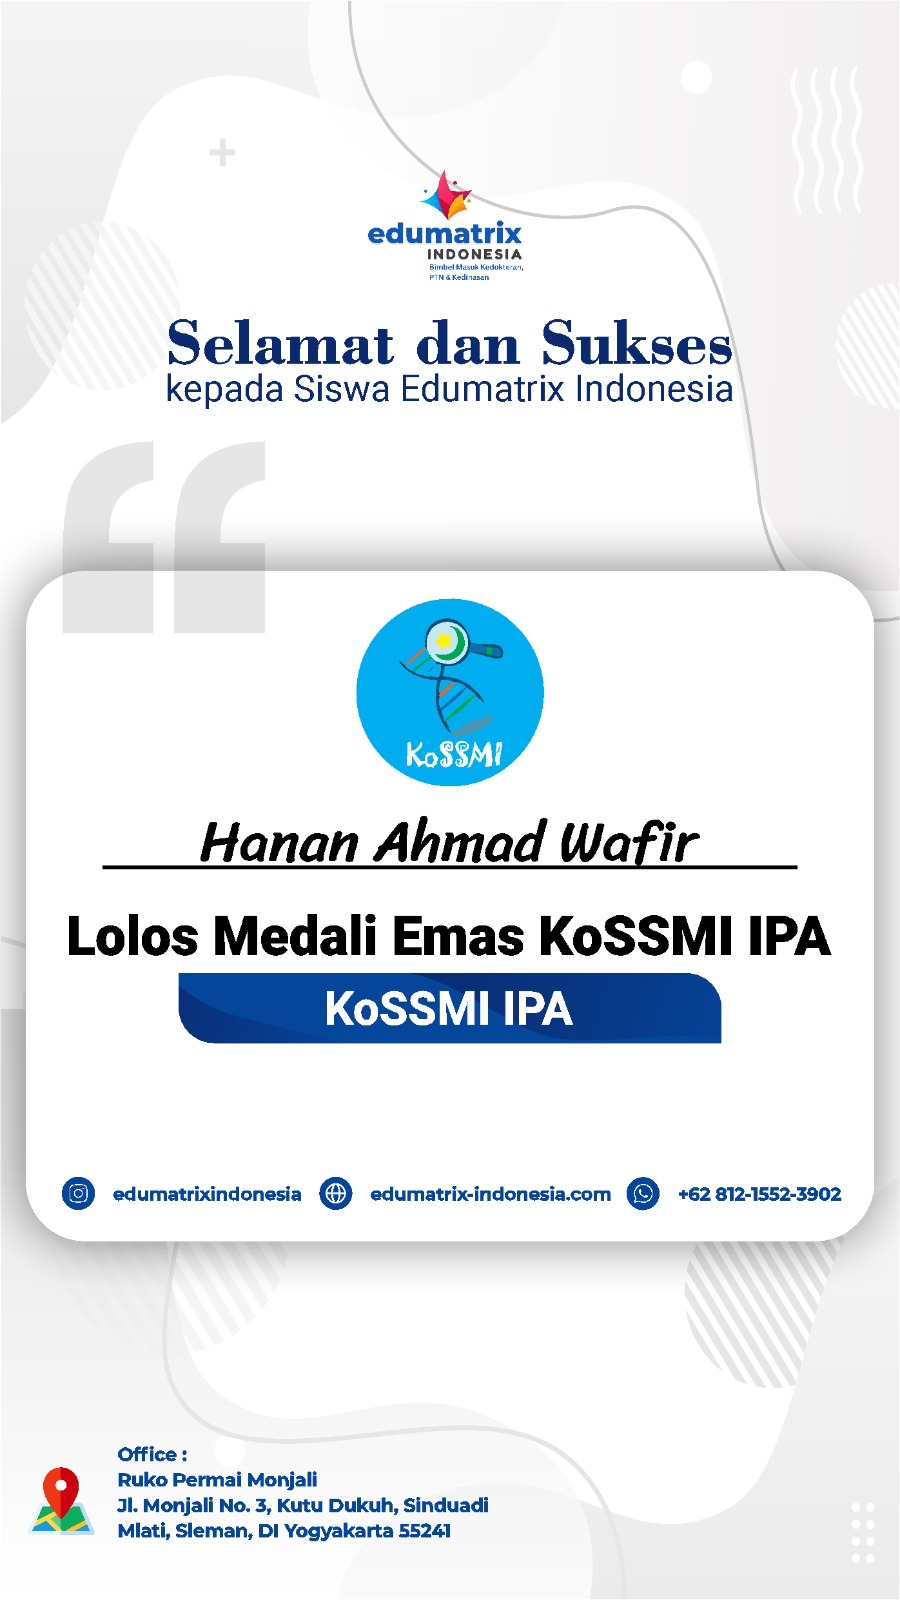 edumatrix
INDONESIA
Bimbel Masuk Kedokteran,
PTN & Kedinasan
Selamat dan Sukses
kepada Siswa Edumatrix Indonesia
KoSSMI
Hanan Ahmad Wafir
Lolos Medali Emas KoSSMI IPA
KoSSMI IPA
edumatrixindonesia edumatrix-indonesia.com +62 812-1552-3902
Office :
Ruko Permai Monjali
Jl. Monjali No. 3, Kutu Dukuh, Sinduadi
Mlati, Sleman, DI Yogyakarta 55241